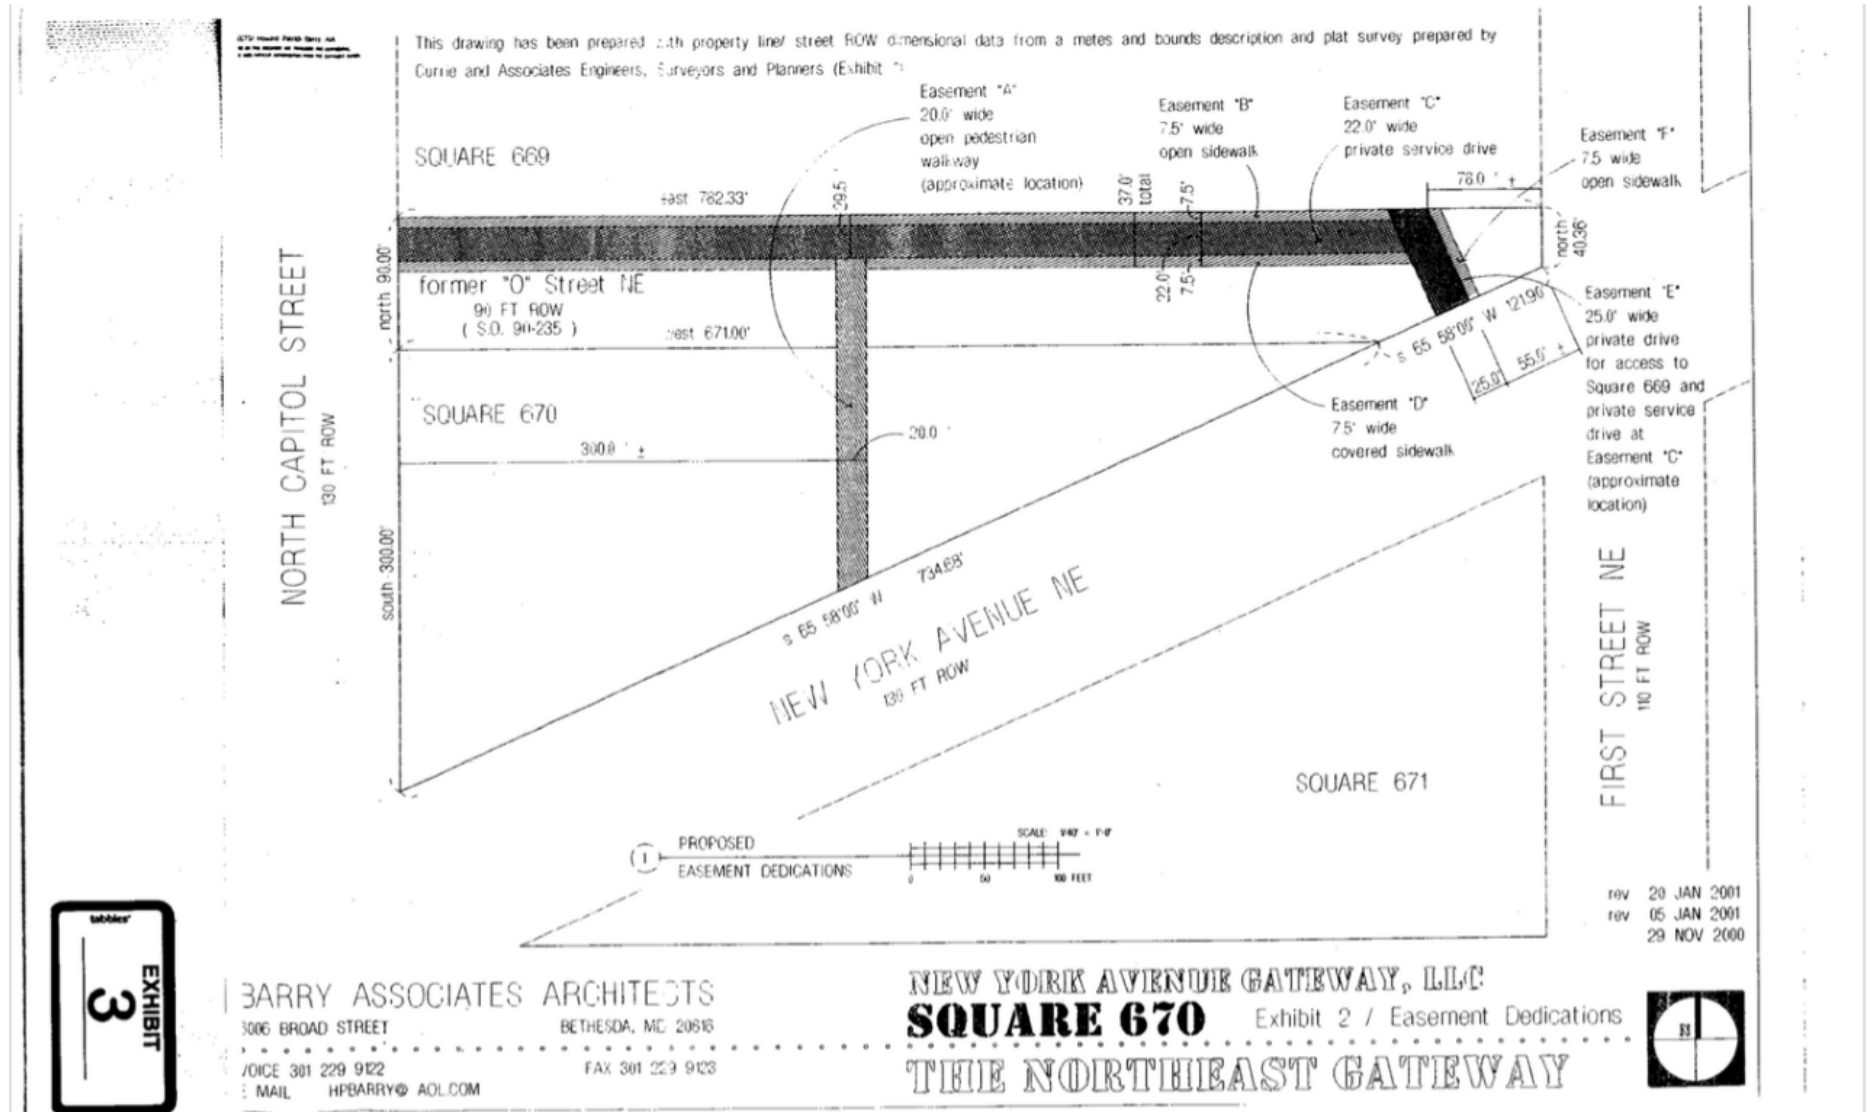 This drawing has been prepared with property line/ street ROW dimensional data from a metes and bounds description and plat survey prepared by
Currie and Associates Engineers, Surveyors and Planners (Exhibit
SQUARE 669
Easement "A"
20.0' wide
open pedestrian
walkway
(approximate location)
Easement "B"
7.5' wide
open sidewalk
Easement "C"
22.0' wide
private service drive
Easement "F"
7.5 wide
open sidewalk
east 782.33'
29.5 '
37.0'
total
7.5'
78.0 ' ±
north
40.36'
north 90.00'
former "O" Street NE
90 FT ROW
( S.O. 90-235 )
west 671.00'
22.0'
7.5'
s 65 58'00" W 121.90'
25.0'
55.0' ±
Easement "E"
25.0' wide
private drive
for access to
Square 669 and
private service
drive at
Easement "C"
(approximate
location)
Easement "D"
7.5' wide
covered sidewalk
NORTH CAPITOL STREET
130 FT ROW
SQUARE 670
300.0 ' ±
20.0 '
south 300.00'
s 65 58'00" W 734.68'
NEW YORK AVENUE NE
130 FT ROW
FIRST STREET NE
110 FT ROW
SQUARE 671
1
PROPOSED
EASEMENT DEDICATIONS
SCALE: 1/40" = 1'-0"
0 50 100 FEET
rev 20 JAN 2001
rev 05 JAN 2001
29 NOV 2000
tabbies'
EXHIBIT
3
BARRY ASSOCIATES ARCHITECTS
5006 BROAD STREET BETHESDA, MD 20816
VOICE 301 229 9122 FAX 301 229 9123
E MAIL HPBARRY@ AOL.COM
NEW YORK AVENUE GATEWAY, LLC
SQUARE 670 Exhibit 2 / Easement Dedications
THE NORTHEAST GATEWAY